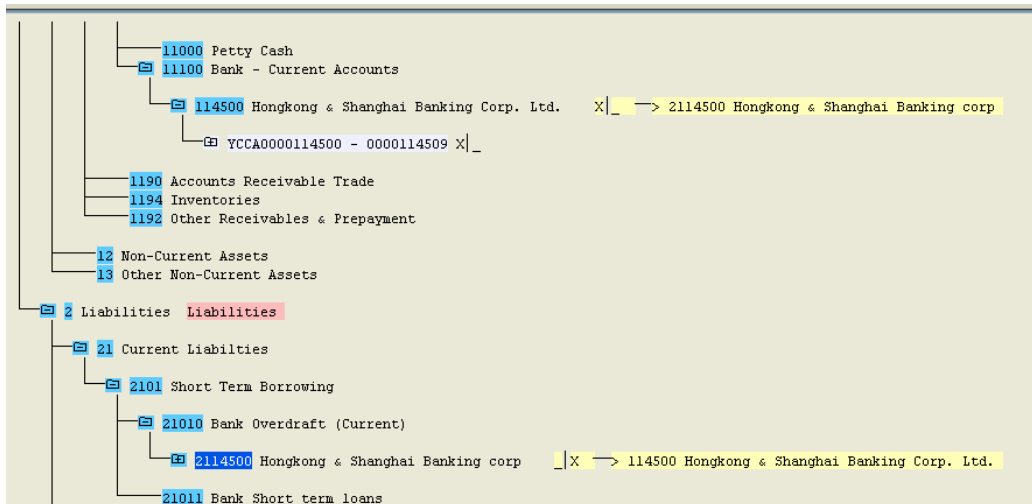 11000 Petty Cash
11100 Bank - Current Accounts
114500 Hongkong & Shanghai Banking Corp. Ltd. X|_ —> 2114500 Hongkong & Shanghai Banking corp
YCCA0000114500 - 0000114509 X|_
1190 Accounts Receivable Trade
1194 Inventories
1192 Other Receivables & Prepayment
12 Non-Current Assets
13 Other Non-Current Assets
2 Liabilities Liabilities
21 Current Liabilties
2101 Short Term Borrowing
21010 Bank Overdraft (Current)
2114500 Hongkong & Shanghai Banking corp _|X —> 114500 Hongkong & Shanghai Banking Corp. Ltd.
21011 Bank Short term loans